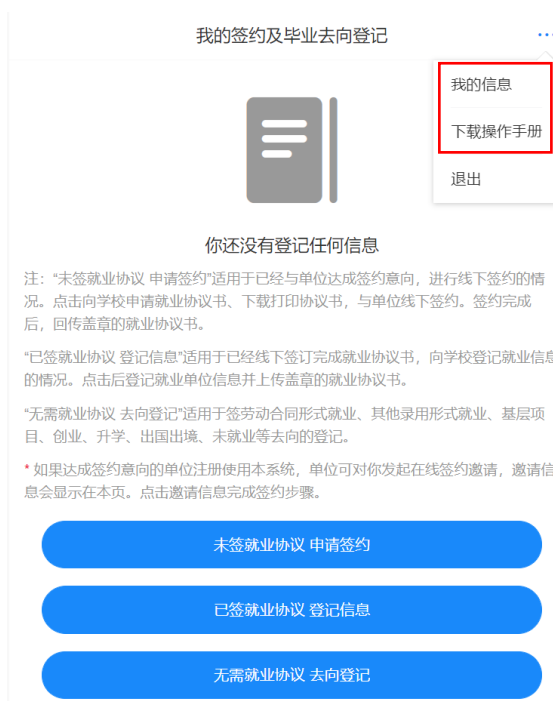 我的签约及毕业去向登记
我的信息
下载操作手册
退出
你还没有登记任何信息
注：“未签就业协议 申请签约”适用于已经与单位达成签约意向，进行线下签约的情
况。点击向学校申请就业协议书、下载打印协议书，与单位线下签约。签约完成
后，回传盖章的就业协议书。
“已签就业协议 登记信息”适用于已经线下签订完成就业协议书，向学校登记就业信息
的情况。点击后登记就业单位信息并上传盖章的就业协议书。
“无需就业协议 去向登记”适用于签劳动合同形式就业、其他录用形式就业、基层项
目、创业、升学、出国出境、未就业等去向的登记。
* 如果达成签约意向的单位注册使用本系统，单位可对你发起在线签约邀请，邀请信
息会显示在本页。点击邀请信息完成签约步骤。
未签就业协议 申请签约
已签就业协议 登记信息
无需就业协议 去向登记